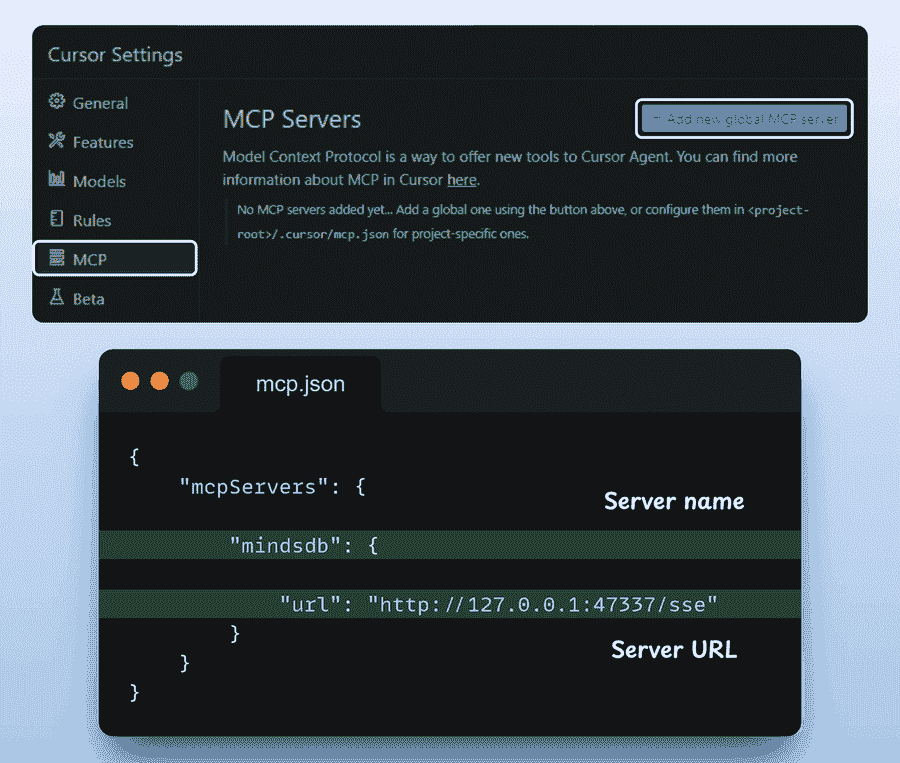 Cursor Settings
General
Features
Models
Rules
MCP
Beta
MCP Servers
+ Add new global MCP server
Model Context Protocol is a way to offer new tools to Cursor Agent. You can find more
information about MCP in Cursor here.
No MCP servers added yet... Add a global one using the button above, or configure them in <project-
root>/.cursor/mcp.json for project-specific ones.
mcp.json
{
"mcpServers": {
Server name
"mindsdb": {
"url": "http://127.0.0.1:47337/sse"
}
Server URL
}
}